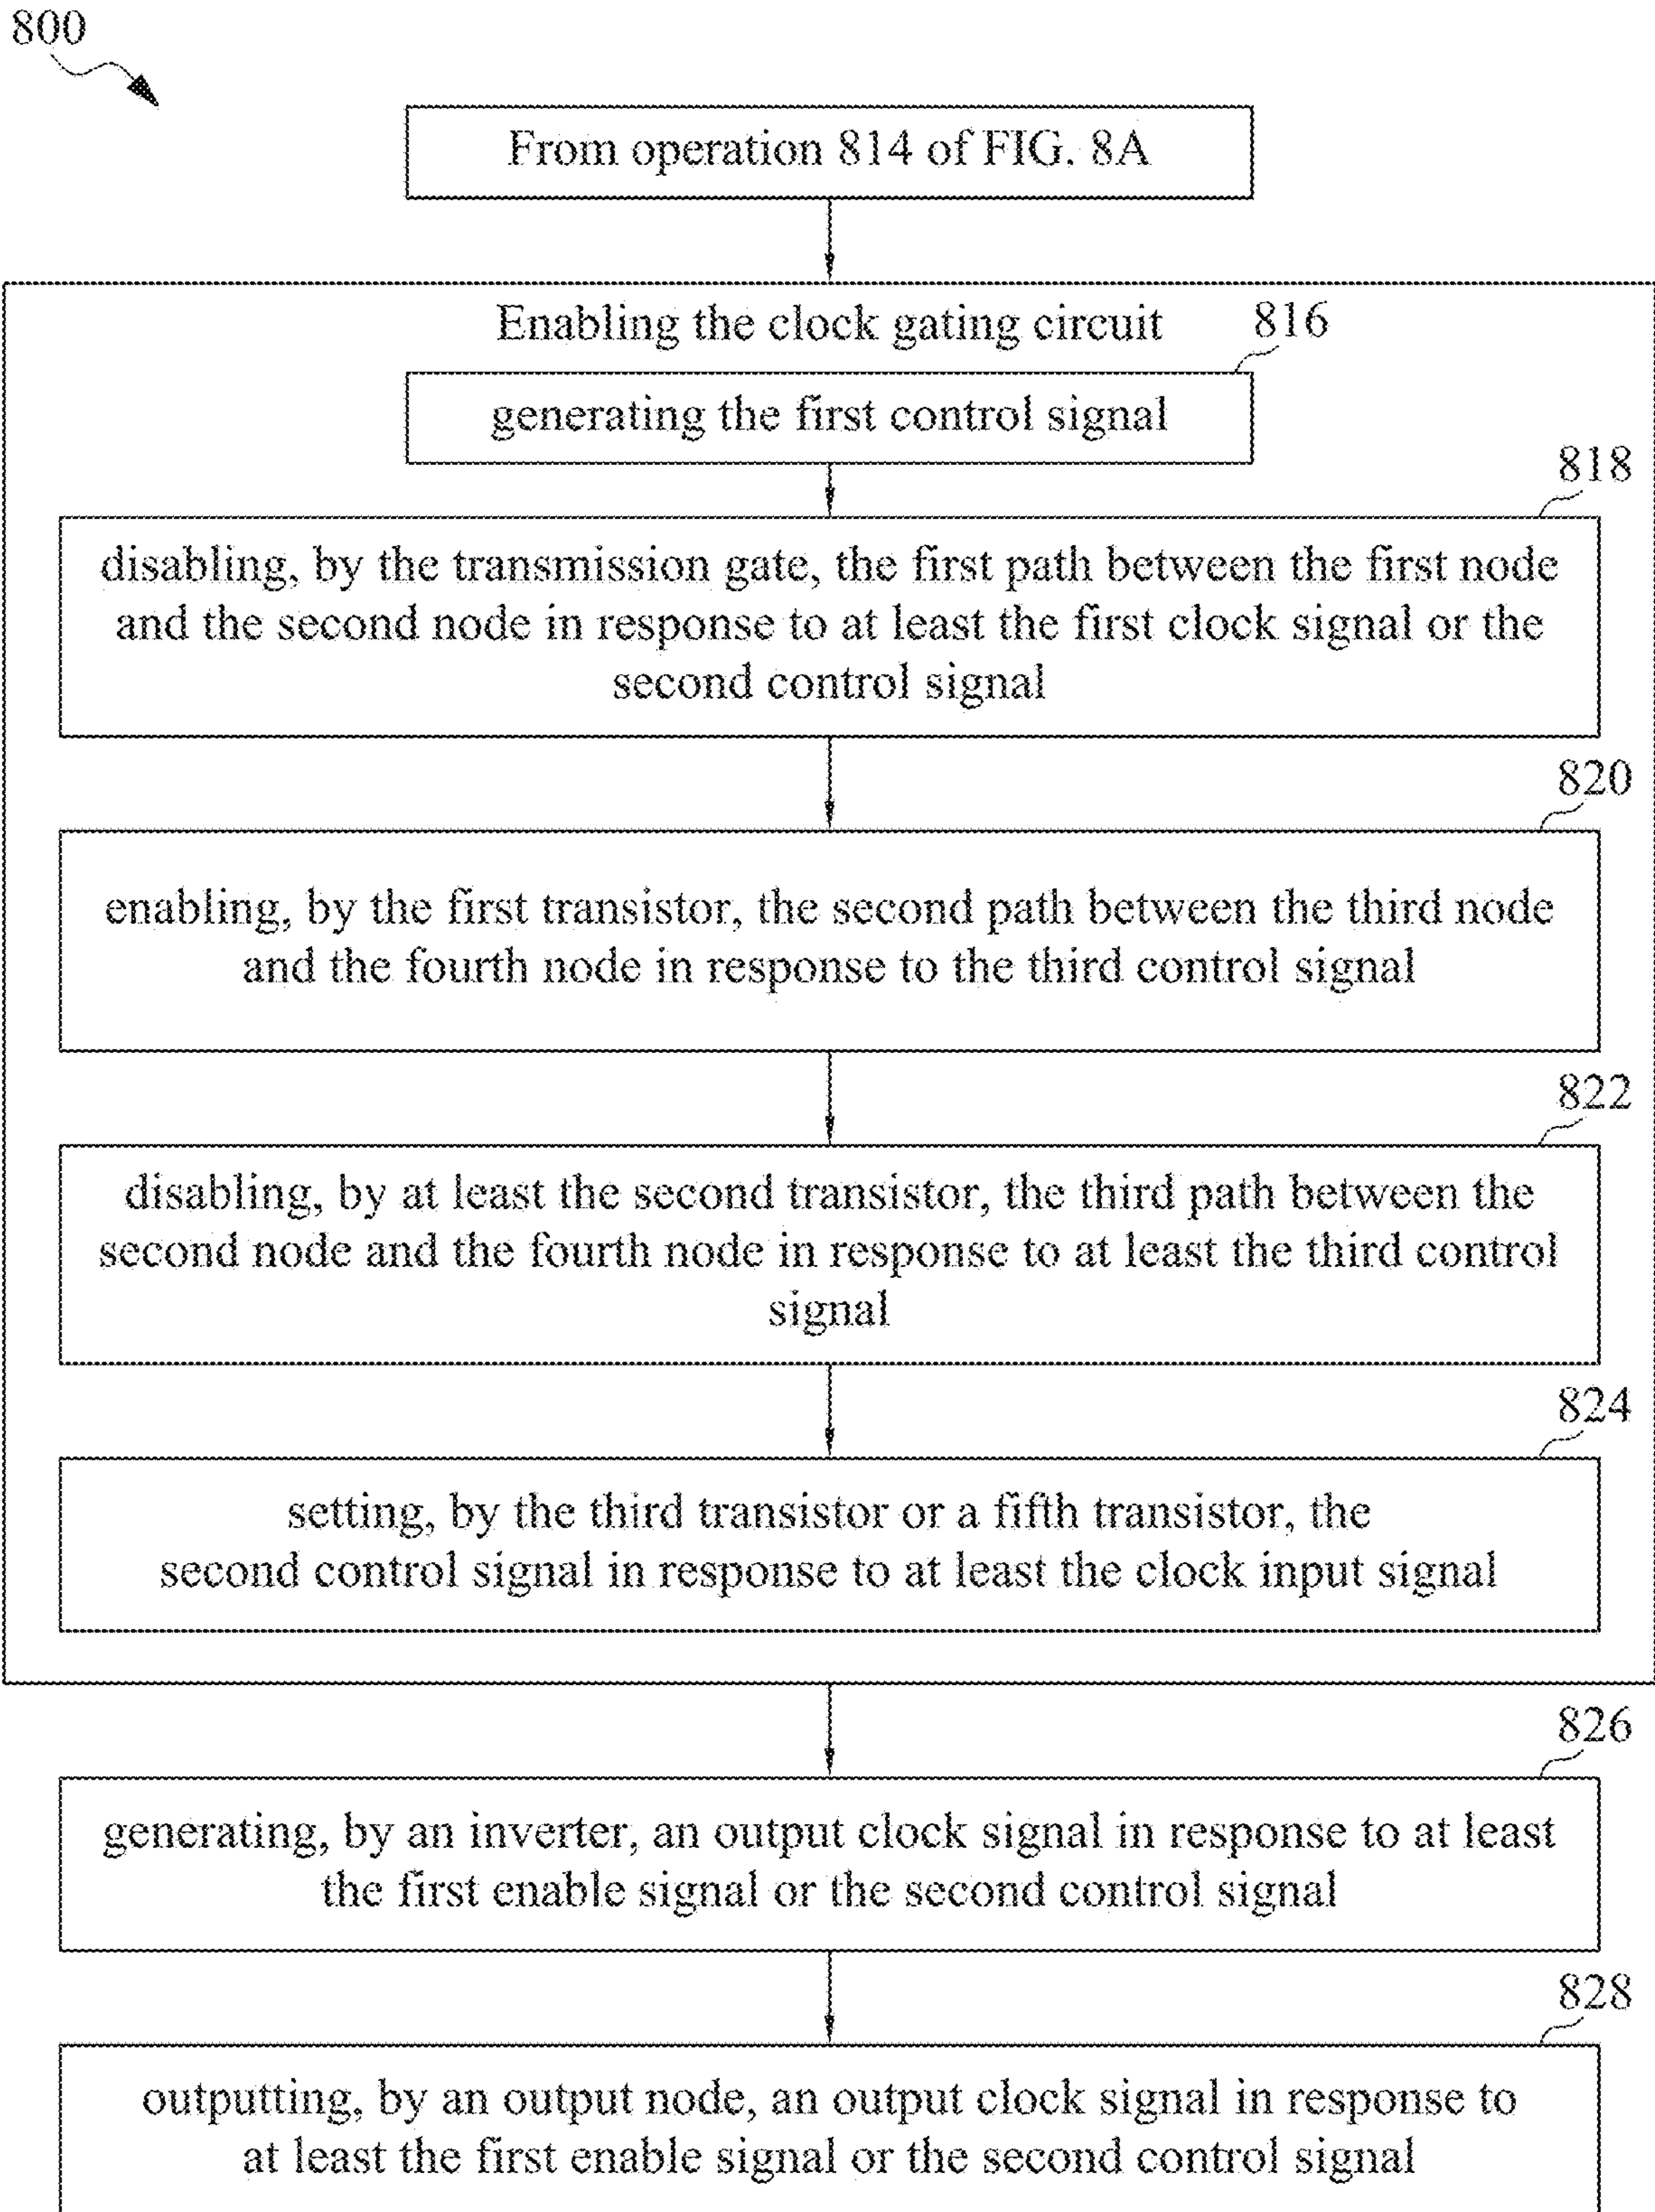 800
From operation 814 of FIG. 8A
Enabling the clock gating circuit
816
generating the first control signal
818
disabling, by the transmission gate, the first path between the first node
and the second node in response to at least the first clock signal or the
second control signal
820
enabling, by the first transistor, the second path between the third node
and the fourth node in response to the third control signal
822
disabling, by at least the second transistor, the third path between the
second node and the fourth node in response to at least the third control
signal
824
setting, by the third transistor or a fifth transistor, the
second control signal in response to at least the clock input signal
826
generating, by an inverter, an output clock signal in response to at least
the first enable signal or the second control signal
828
outputting, by an output node, an output clock signal in response to
at least the first enable signal or the second control signal